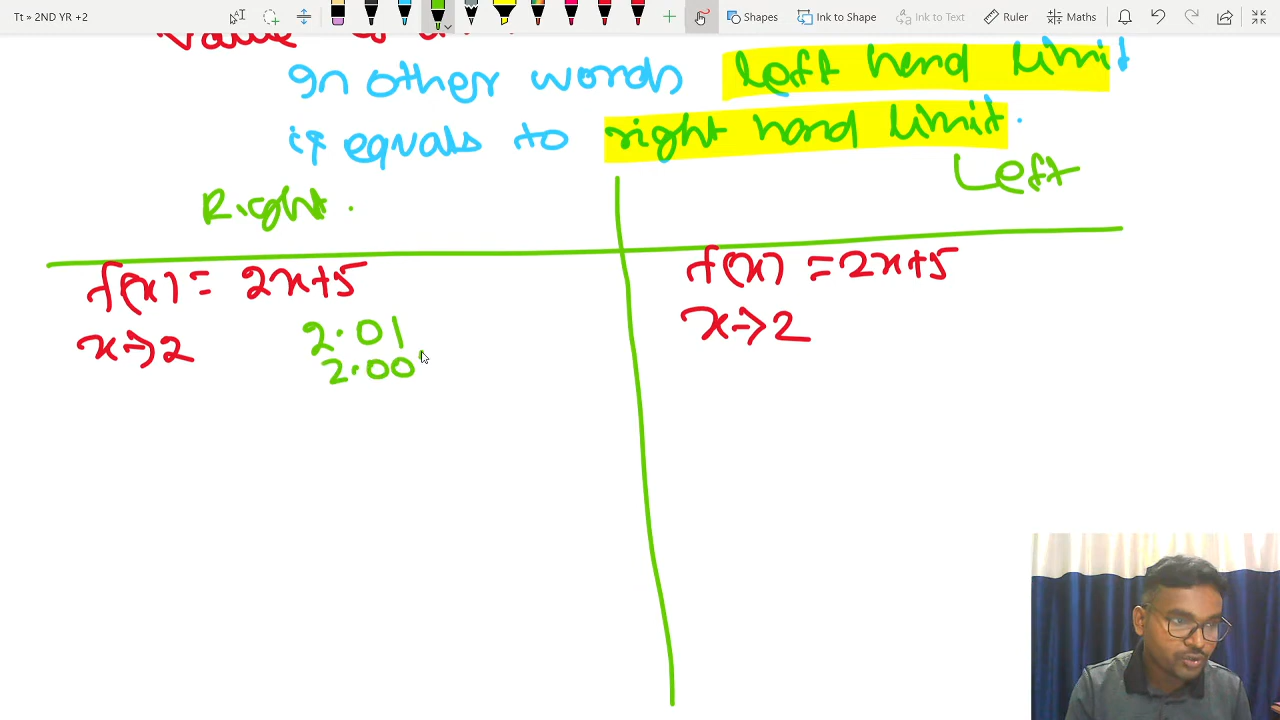 Tt > 2ND YR +2
Shapes
Ink to Shape
Ink to Text
Ruler
Maths
value
In other words left hand limit
is equals to right hand limit.
Right.
Left
f(x) = 2x+5
x→2
2.01
2.00
f(x) = 2x+5
x→2